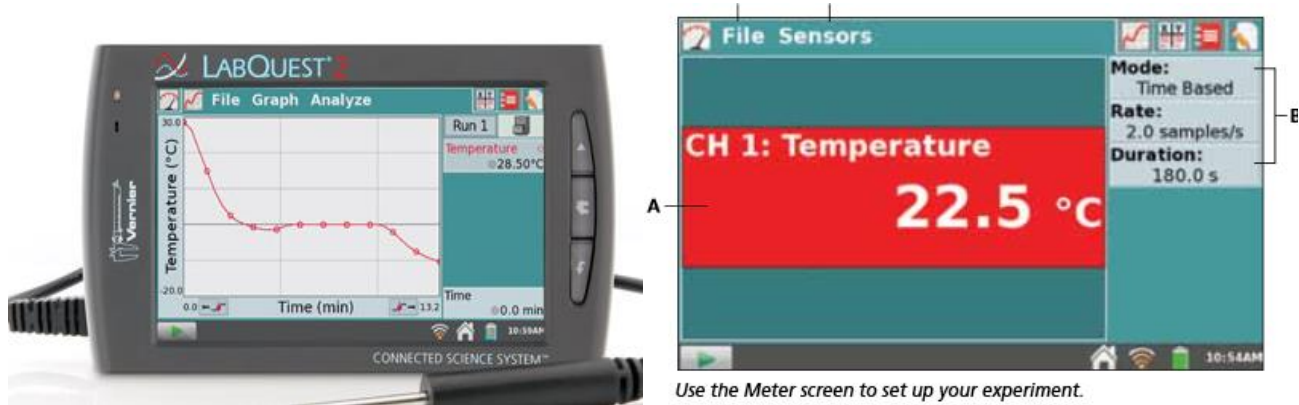 LABQUEST 2
File Graph Analyze
30.0
Temperature (°C)
-20.0
0.0
Time (min)
13.2
Run 1
Temperature
28.50°C
Time
0.0 min
10:59AM
Vernier
CONNECTED SCIENCE SYSTEM™
File Sensors
CH 1: Temperature
22.5 °C
Mode:
Time Based
Rate:
2.0 samples/s
Duration:
180.0 s
10:54AM
A
B
Use the Meter screen to set up your experiment.